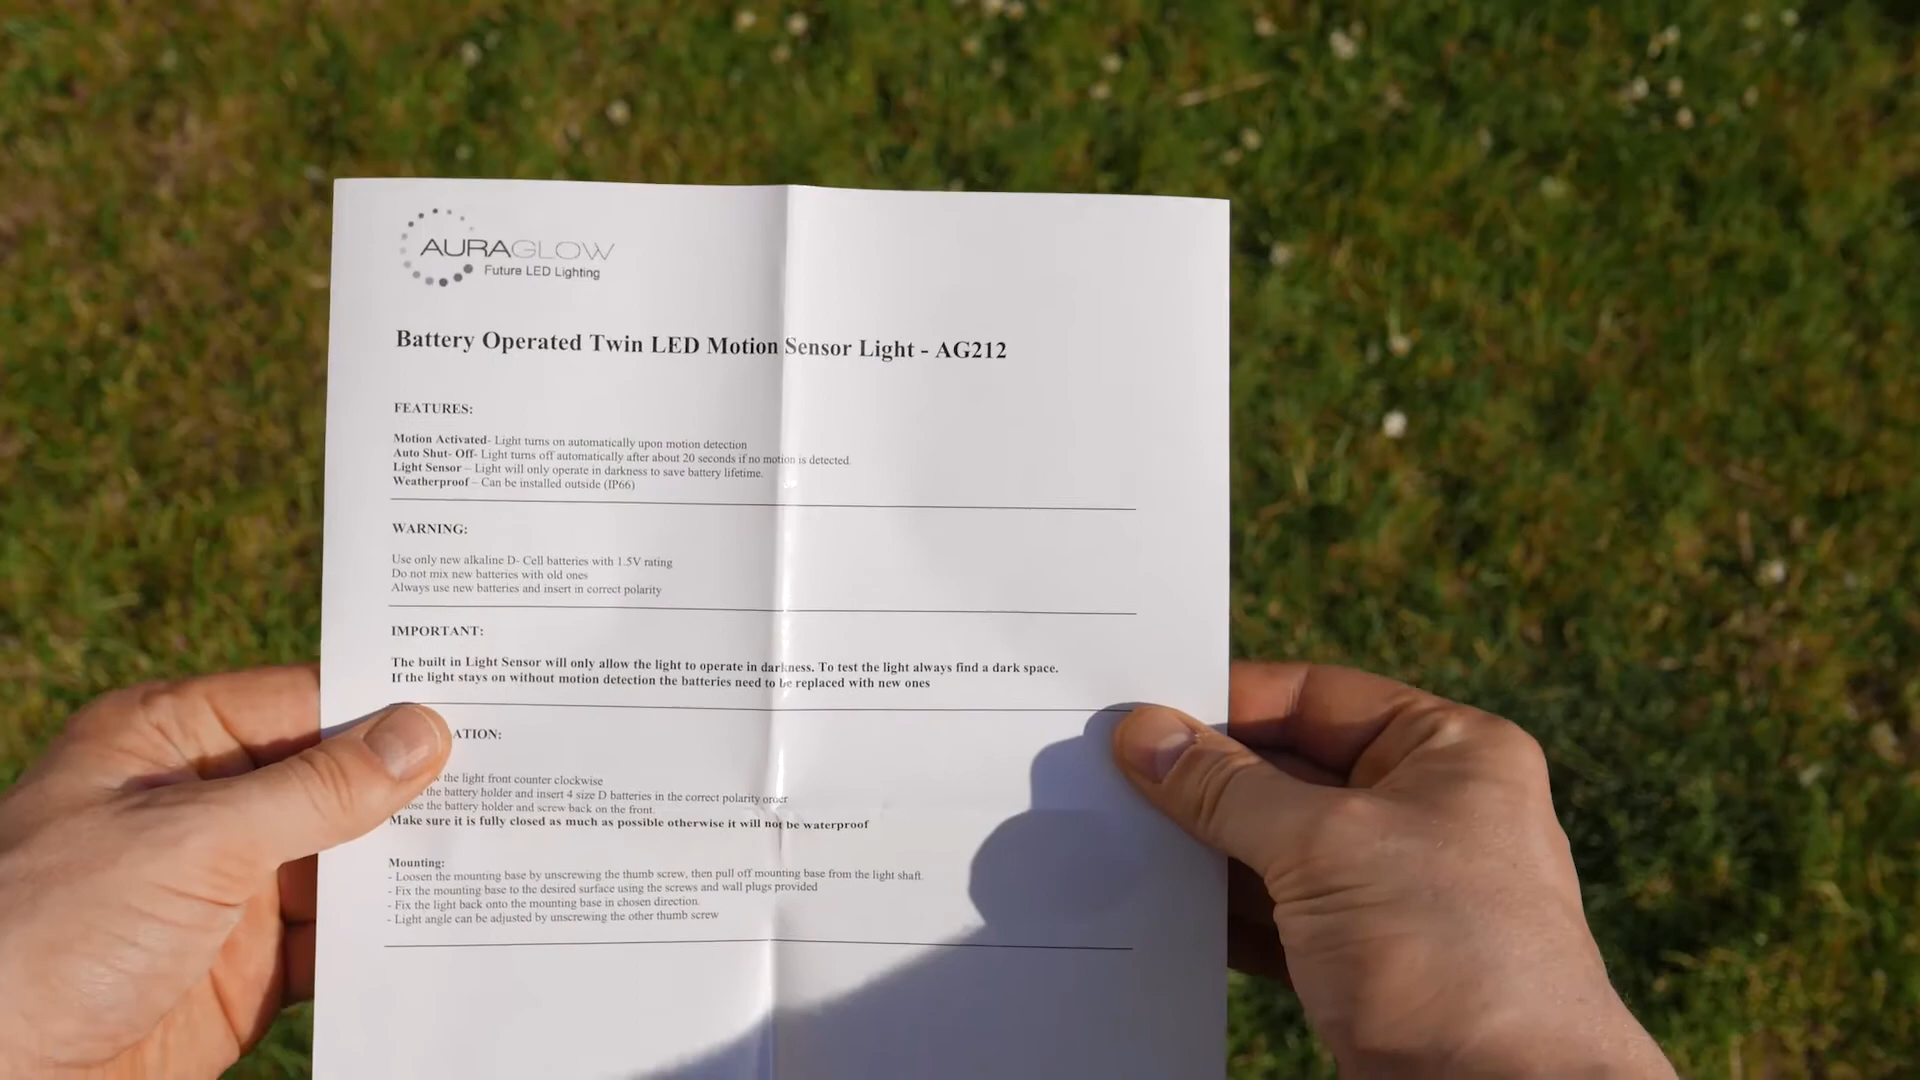 AURAGLOW
Future LED Lighting
Battery Operated Twin LED Motion Sensor Light - AG212
FEATURES:
Motion Activated- Light turns on automatically upon motion detection
Auto Shut- Off- Light turns off automatically after about 20 seconds if no motion is detected.
Light Sensor – Light will only operate in darkness to save battery lifetime.
Weatherproof – Can be installed outside (IP66)
WARNING:
Use only new alkaline D- Cell batteries with 1.5V rating
Do not mix new batteries with old ones
Always use new batteries and insert in correct polarity
IMPORTANT:
The built in Light Sensor will only allow the light to operate in darkness. To test the light always find a dark space.
If the light stays on without motion detection the batteries need to be replaced with new ones
ATION:
the light front counter clockwise
the battery holder and insert 4 size D batteries in the correct polarity order
the battery holder and screw back on the front.
Make sure it is fully closed as much as possible otherwise it will not be waterproof
Mounting:
- Loosen the mounting base by unscrewing the thumb screw, then pull off mounting base from the light shaft.
- Fix the mounting base to the desired surface using the screws and wall plugs provided
- Fix the light back onto the mounting base in chosen direction.
- Light angle can be adjusted by unscrewing the other thumb screw